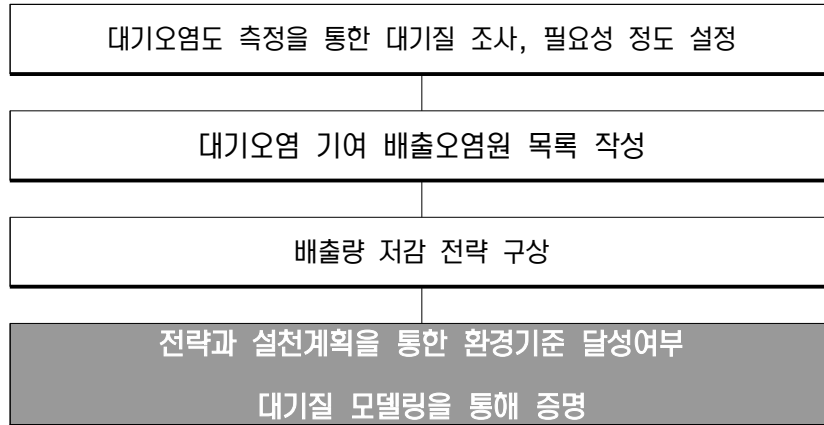 대기오염도 측정을 통한 대기질 조사, 필요성 정도 설정
대기오염 기여 배출오염원 목록 작성
배출량 저감 전략 구상
전략과 설천계획을 통한 환경기준 달성여부
대기질 모델링을 통해 증명